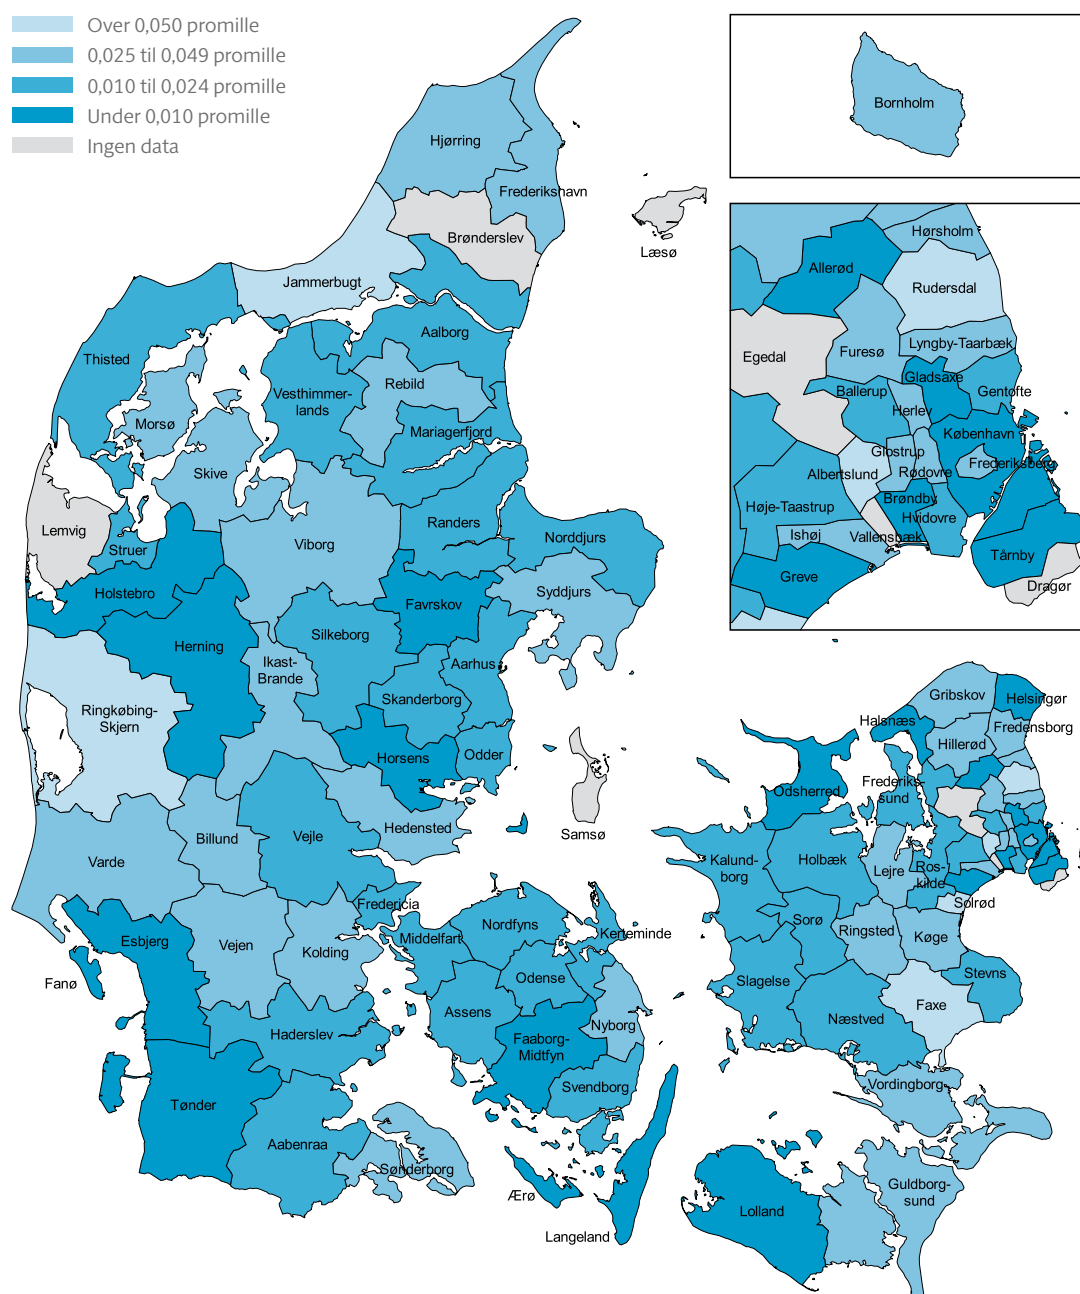 Over 0,050 promille
0,025 til 0,049 promille
0,010 til 0,024 promille
Under 0,010 promille
Ingen data
Hjørring
Frederikshavn
Brønderslev
Læsø
Jammerbugt
Aalborg
Thisted
Vesthimmer-
lands
Rebild
Morsø
Mariagerfjord
Skive
Lemvig
Struer
Viborg
Randers
Norddjurs
Holstebro
Favrskov
Syddjurs
Herning
Silkeborg
Ikast-
Brande
Aarhus
Skanderborg
Ringkøbing-
Skjern
Horsens
Odder
Samsø
Hedensted
Billund
Vejle
Varde
Fredericia
Esbjerg
Vejen
Kolding
Fanø
Haderslev
Tønder
Aabenraa
Sønderborg
Middelfart
Nordfyns
Kerteminde
Odense
Assens
Nyborg
Faaborg-
Midtfyn
Svendborg
Ærø
Langeland
Bornholm
Hørsholm
Allerød
Rudersdal
Egedal
Furesø
Lyngby-Taarbæk
Gladsaxe
Ballerup
Gentofte
Herlev
København
Glostrup
Frederiksberg
Albertslund
Rødovre
Brøndby
Høje-Taastrup
Hvidovre
Ishøj
Vallensbæk
Tårnby
Greve
Dragør
Gribskov
Helsingør
Halsnæs
Fredensborg
Hillerød
Frederiks-
sund
Odsherred
Kalund-
borg
Holbæk
Lejre
Ros-
kilde
Solrød
Sorø
Ringsted
Køge
Slagelse
Stevns
Næstved
Faxe
Vordingborg
Guldborg-
sund
Lolland